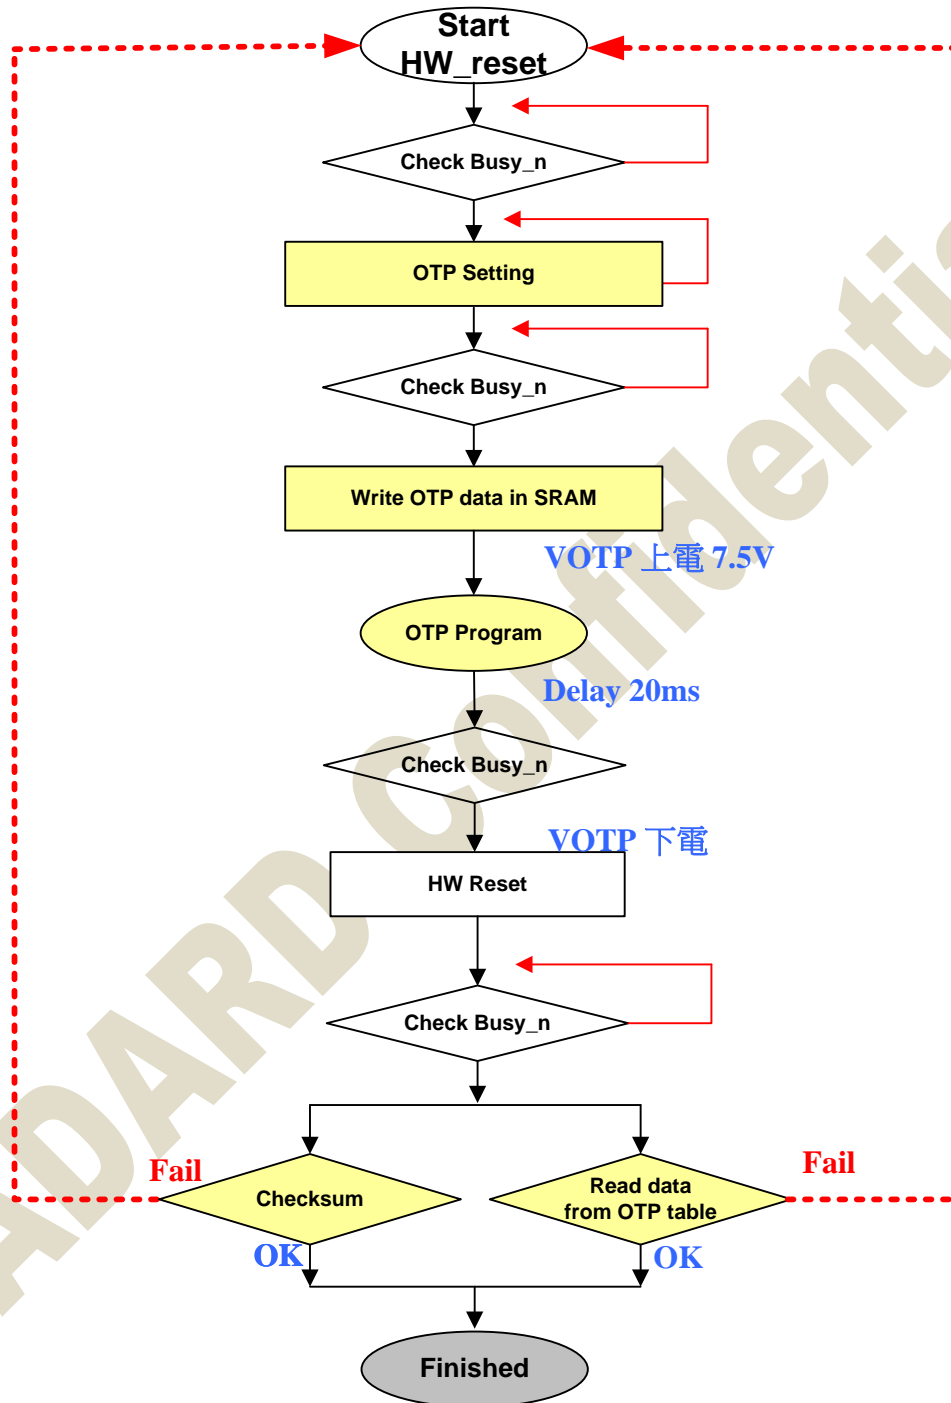 Start
HW_reset
Check Busy_n
OTP Setting
Check Busy_n
Write OTP data in SRAM
VOTP 上電 7.5V
OTP Program
Delay 20ms
Check Busy_n
VOTP 下電
HW Reset
Check Busy_n
Fail
Checksum
OK
Read data
from OTP table
Fail
OK
Finished
ADARD Confidentia